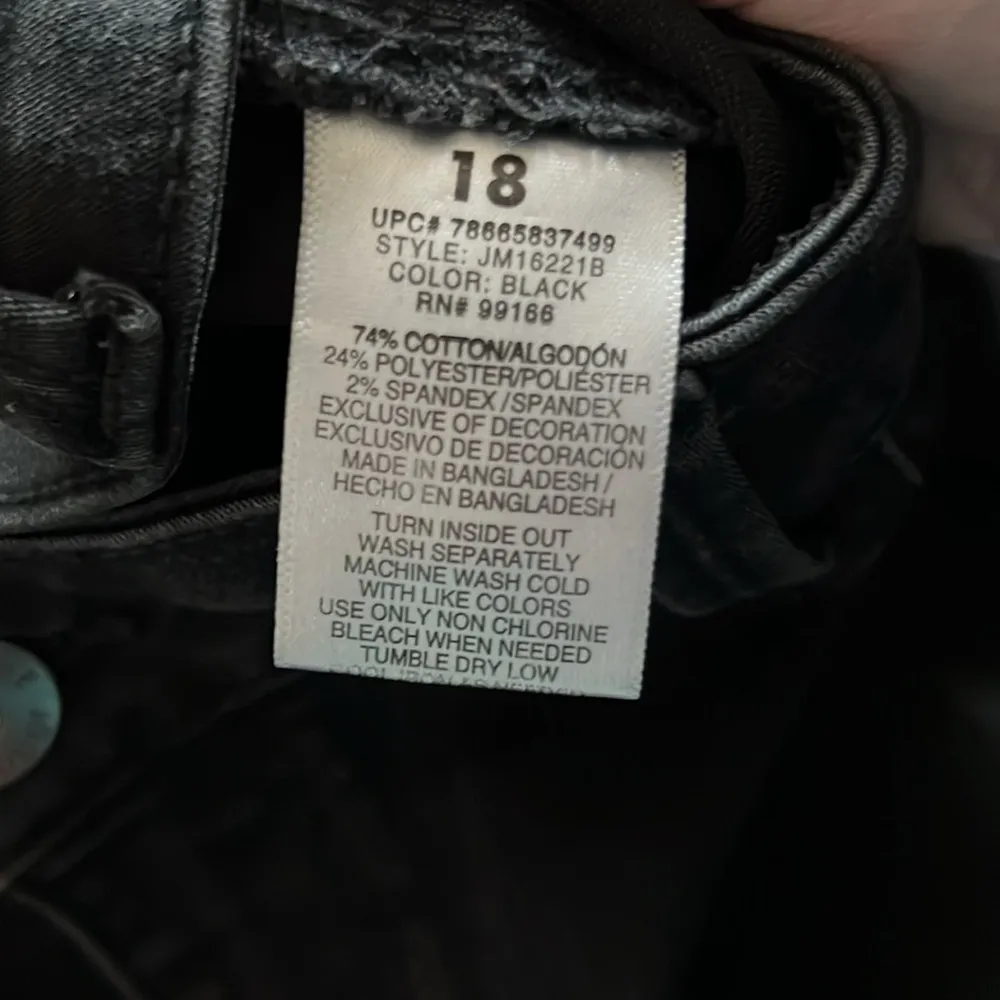 18
UPC# 78665837499
STYLE: JM16221B
COLOR: BLACK
RN# 99166
74% COTTON/ALGODÓN
24% POLYESTER/POLIÉSTER
2% SPANDEX/SPANDEX
EXCLUSIVE OF DECORATION
EXCLUSIVO DE DECORACIÓN
MADE IN BANGLADESH/
HECHO EN BANGLADESH
TURN INSIDE OUT
WASH SEPARATELY
MACHINE WASH COLD
WITH LIKE COLORS
USE ONLY NON CHLORINE
BLEACH WHEN NEEDED
TUMBLE DRY LOW